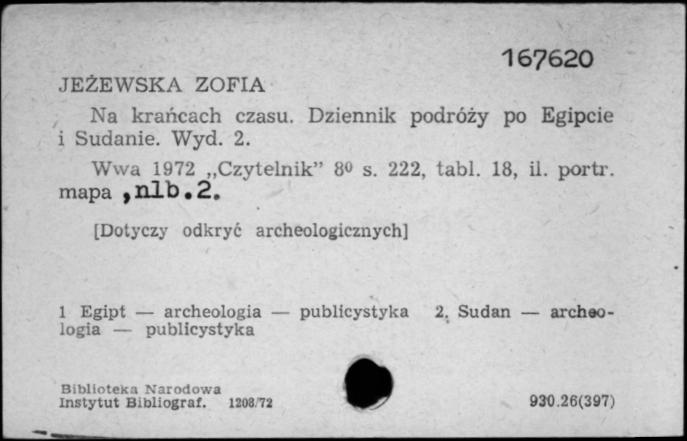 167620
JEŻEWSKA ZOFIA
Na krańcach czasu. Dziennik podróży po Egipcie
i Sudanie. Wyd. 2.
Wwa 1972 „Czytelnik” 8⁰ s. 222, tabl. 18, il. portr.
mapa , nlb.2.
[Dotyczy odkryć archeologicznych]
1 Egipt — archeologia — publicystyka 2. Sudan — archeo-
logia — publicystyka
Biblioteka Narodowa
Instytut Bibliograf. 1208/72 930.26(397)